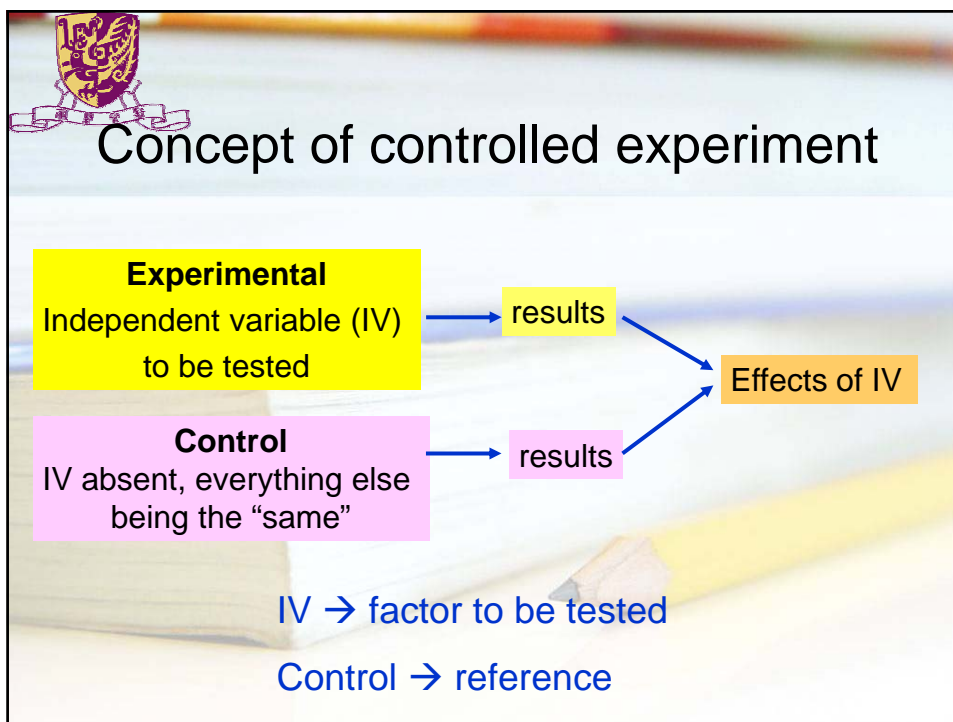 Concept of controlled experiment
Experimental
Independent variable (IV)
to be tested
results
Effects of IV
Control
IV absent, everything else
being the “same”
results
IV → factor to be tested
Control → reference